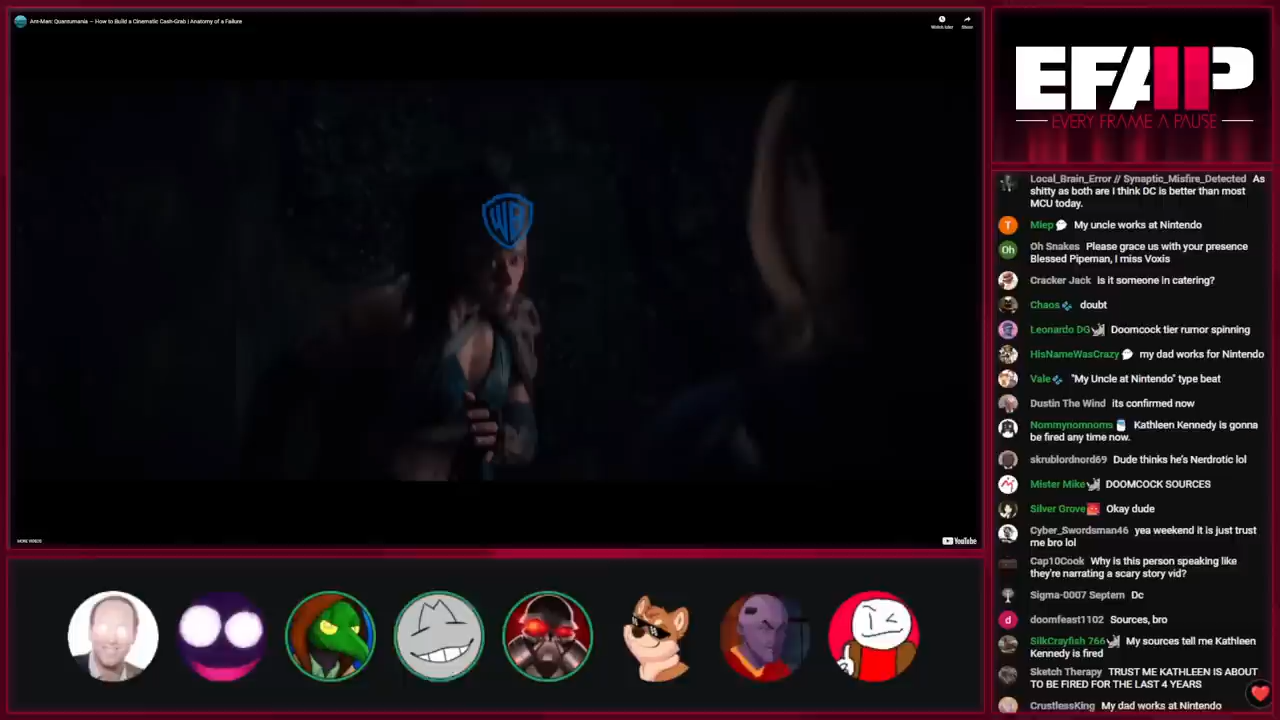 Ant-Man: Quantumania – How to Build a Cinematic Cash-Grab | Anatomy of a Failure
Watch later
Share
WB
MORE VIDEOS
YouTube
EFAP
EVERY FRAME A PAUSE
Local_Brain_Error // Synaptic_Misfire_Detected As
shitty as both are I think DC is better than most
MCU today.
T
Miep My uncle works at Nintendo
Oh
Oh Snakes Please grace us with your presence
Blessed Pipeman, I miss Voxis
Cracker Jack is it someone in catering?
Chaos doubt
Leonardo DG Doomcock tier rumor spinning
HisNameWasCrazy my dad works for Nintendo
Vale "My Uncle at Nintendo" type beat
Dustin The Wind its confirmed now
Nommynomnoms Kathleen Kennedy is gonna
be fired any time now.
skrublordnord69 Dude thinks he's Nerdrotic lol
Mister Mike DOOMCOCK SOURCES
Silver Grove Okay dude
Cyber_Swordsman46 yea weekend it is just trust
me bro lol
Cap10Cook Why is this person speaking like
they're narrating a scary story vid?
Sigma-0007 Septem Dc
d
doomfeast1102 Sources, bro
SilkCrayfish 766 My sources tell me Kathleen
Kennedy is fired
Sketch Therapy TRUST ME KATHLEEN IS ABOUT
TO BE FIRED FOR THE LAST 4 YEARS
CrustlessKing My dad works at Nintendo